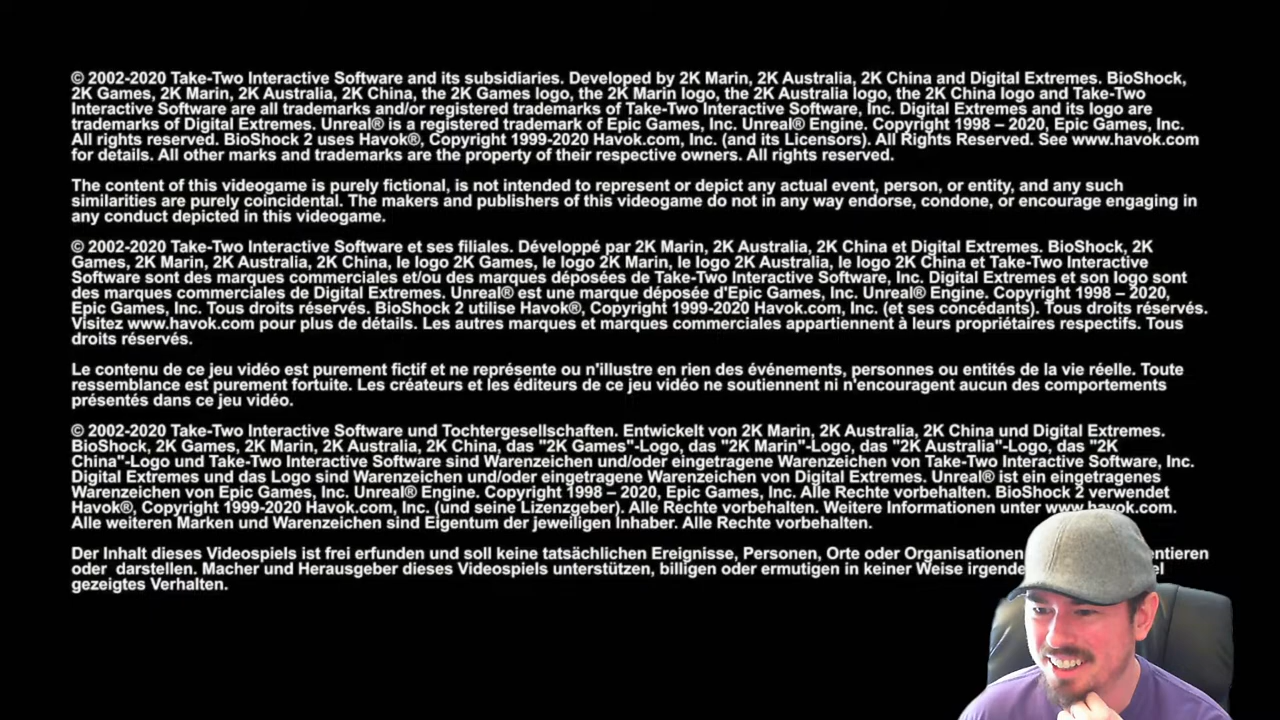 © 2002-2020 Take-Two Interactive Software and its subsidiaries. Developed by 2K Marin, 2K Australia, 2K China and Digital Extremes. BioShock,
2K Games, 2K Marin, 2K Australia, 2K China, the 2K Games logo, the 2K Marin logo, the 2K Australia logo, the 2K China logo and Take-Two
Interactive Software are all trademarks and/or registered trademarks of Take-Two Interactive Software, Inc. Digital Extremes and its logo are
trademarks of Digital Extremes. Unreal® is a registered trademark of Epic Games, Inc. Unreal® Engine. Copyright 1998 – 2020, Epic Games, Inc.
All rights reserved. BioShock 2 uses Havok®, Copyright 1999-2020 Havok.com, Inc. (and its Licensors). All Rights Reserved. See www.havok.com
for details. All other marks and trademarks are the property of their respective owners. All rights reserved.
The content of this videogame is purely fictional, is not intended to represent or depict any actual event, person, or entity, and any such
similarities are purely coincidental. The makers and publishers of this videogame do not in any way endorse, condone, or encourage engaging in
any conduct depicted in this videogame.
© 2002-2020 Take-Two Interactive Software et ses filiales. Développé par 2K Marin, 2K Australia, 2K China et Digital Extremes. BioShock, 2K
Games, 2K Marin, 2K Australia, 2K China, le logo 2K Games, le logo 2K Marin, le logo 2K Australia, le logo 2K China et Take-Two Interactive
Software sont des marques commerciales et/ou des marques déposées de Take-Two Interactive Software, Inc. Digital Extremes et son logo sont
des marques commerciales de Digital Extremes. Unreal® est une marque déposée d'Epic Games, Inc. Unreal® Engine. Copyright 1998 – 2020,
Epic Games, Inc. Tous droits réservés. BioShock 2 utilise Havok®, Copyright 1999-2020 Havok.com, Inc. (et ses concédants). Tous droits réservés.
Visitez www.havok.com pour plus de détails. Les autres marques et marques commerciales appartiennent à leurs propriétaires respectifs. Tous
droits réservés.
Le contenu de ce jeu vidéo est purement fictif et ne représente ou n'illustre en rien des événements, personnes ou entités de la vie réelle. Toute
ressemblance est purement fortuite. Les créateurs et les éditeurs de ce jeu vidéo ne soutiennent ni n'encouragent aucun des comportements
présentés dans ce jeu vidéo.
© 2002-2020 Take-Two Interactive Software und Tochtergesellschaften. Entwickelt von 2K Marin, 2K Australia, 2K China und Digital Extremes.
BioShock, 2K Games, 2K Marin, 2K Australia, 2K China, das "2K Games"-Logo, das "2K Marin"-Logo, das "2K Australia"-Logo, das "2K
China"-Logo und Take-Two Interactive Software sind Warenzeichen und/oder eingetragene Warenzeichen von Take-Two Interactive Software, Inc.
Digital Extremes und das Logo sind Warenzeichen und/oder eingetragene Warenzeichen von Digital Extremes. Unreal® ist ein eingetragenes
Warenzeichen von Epic Games, Inc. Unreal® Engine. Copyright 1998 – 2020, Epic Games, Inc. Alle Rechte vorbehalten. BioShock 2 verwendet
Havok®, Copyright 1999-2020 Havok.com, Inc. (und seine Lizenzgeber). Alle Rechte vorbehalten. Weitere Informationen unter www.havok.com.
Alle weiteren Marken und Warenzeichen sind Eigentum der jeweiligen Inhaber. Alle Rechte vorbehalten.
Der Inhalt dieses Videospiels ist frei erfunden und soll keine tatsächlichen Ereignisse, Personen, Orte oder Organisationen
oder darstellen. Macher und Herausgeber dieses Videospiels unterstützen, billigen oder ermutigen in keiner Weise
gezeigtes Verhalten.